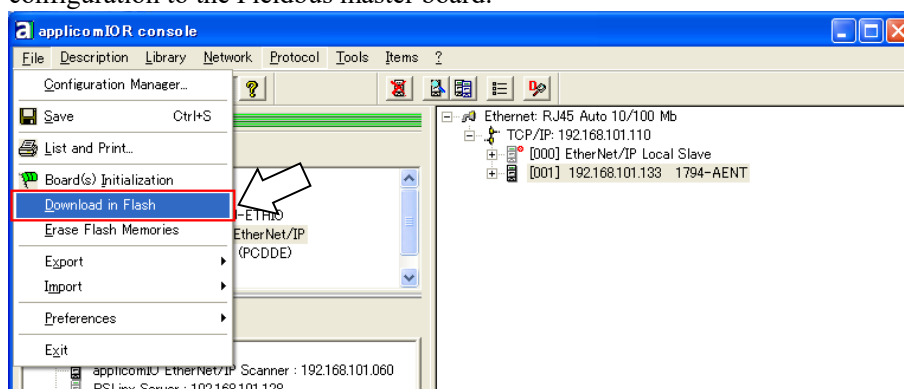 configuration to the Fieldbus master board.
applicomIOR console
File Description Library Network Protocol Tools Items ?
Configuration Manager...
Save Ctrl+S
List and Print...
Board(s) Initialization
Download in Flash
Erase Flash Memories
Export
Import
Preferences
Exit
-ETHIO
EtherNet/IP
(PCDDE)
applicomIO EtherNet/IP Scanner : 192.168.101.060
RSLinx Server : 192.168.101.128
Ethernet: RJ45 Auto 10/100 Mb
TCP/IP: 192.168.101.110
[000] EtherNet/IP Local Slave
[001] 192.168.101.133 1794-AENT